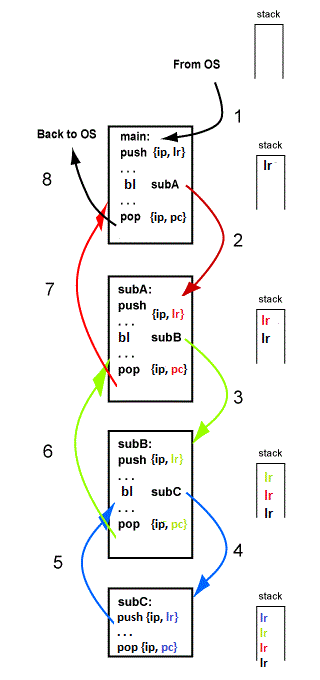 stack
From OS
1
Back to OS
main:
push {ip, lr}
...
bl subA
...
pop {ip, pc}
stack
lr
8
2
7
subA:
push {ip, lr}
...
bl subB
...
pop {ip, pc}
stack
lr
lr
3
6
subB:
push {ip, lr}
...
bl subC
...
pop {ip, pc}
stack
lr
lr
lr
5
4
subC:
push {ip, lr}
...
pop {ip, pc}
stack
lr
lr
lr
lr